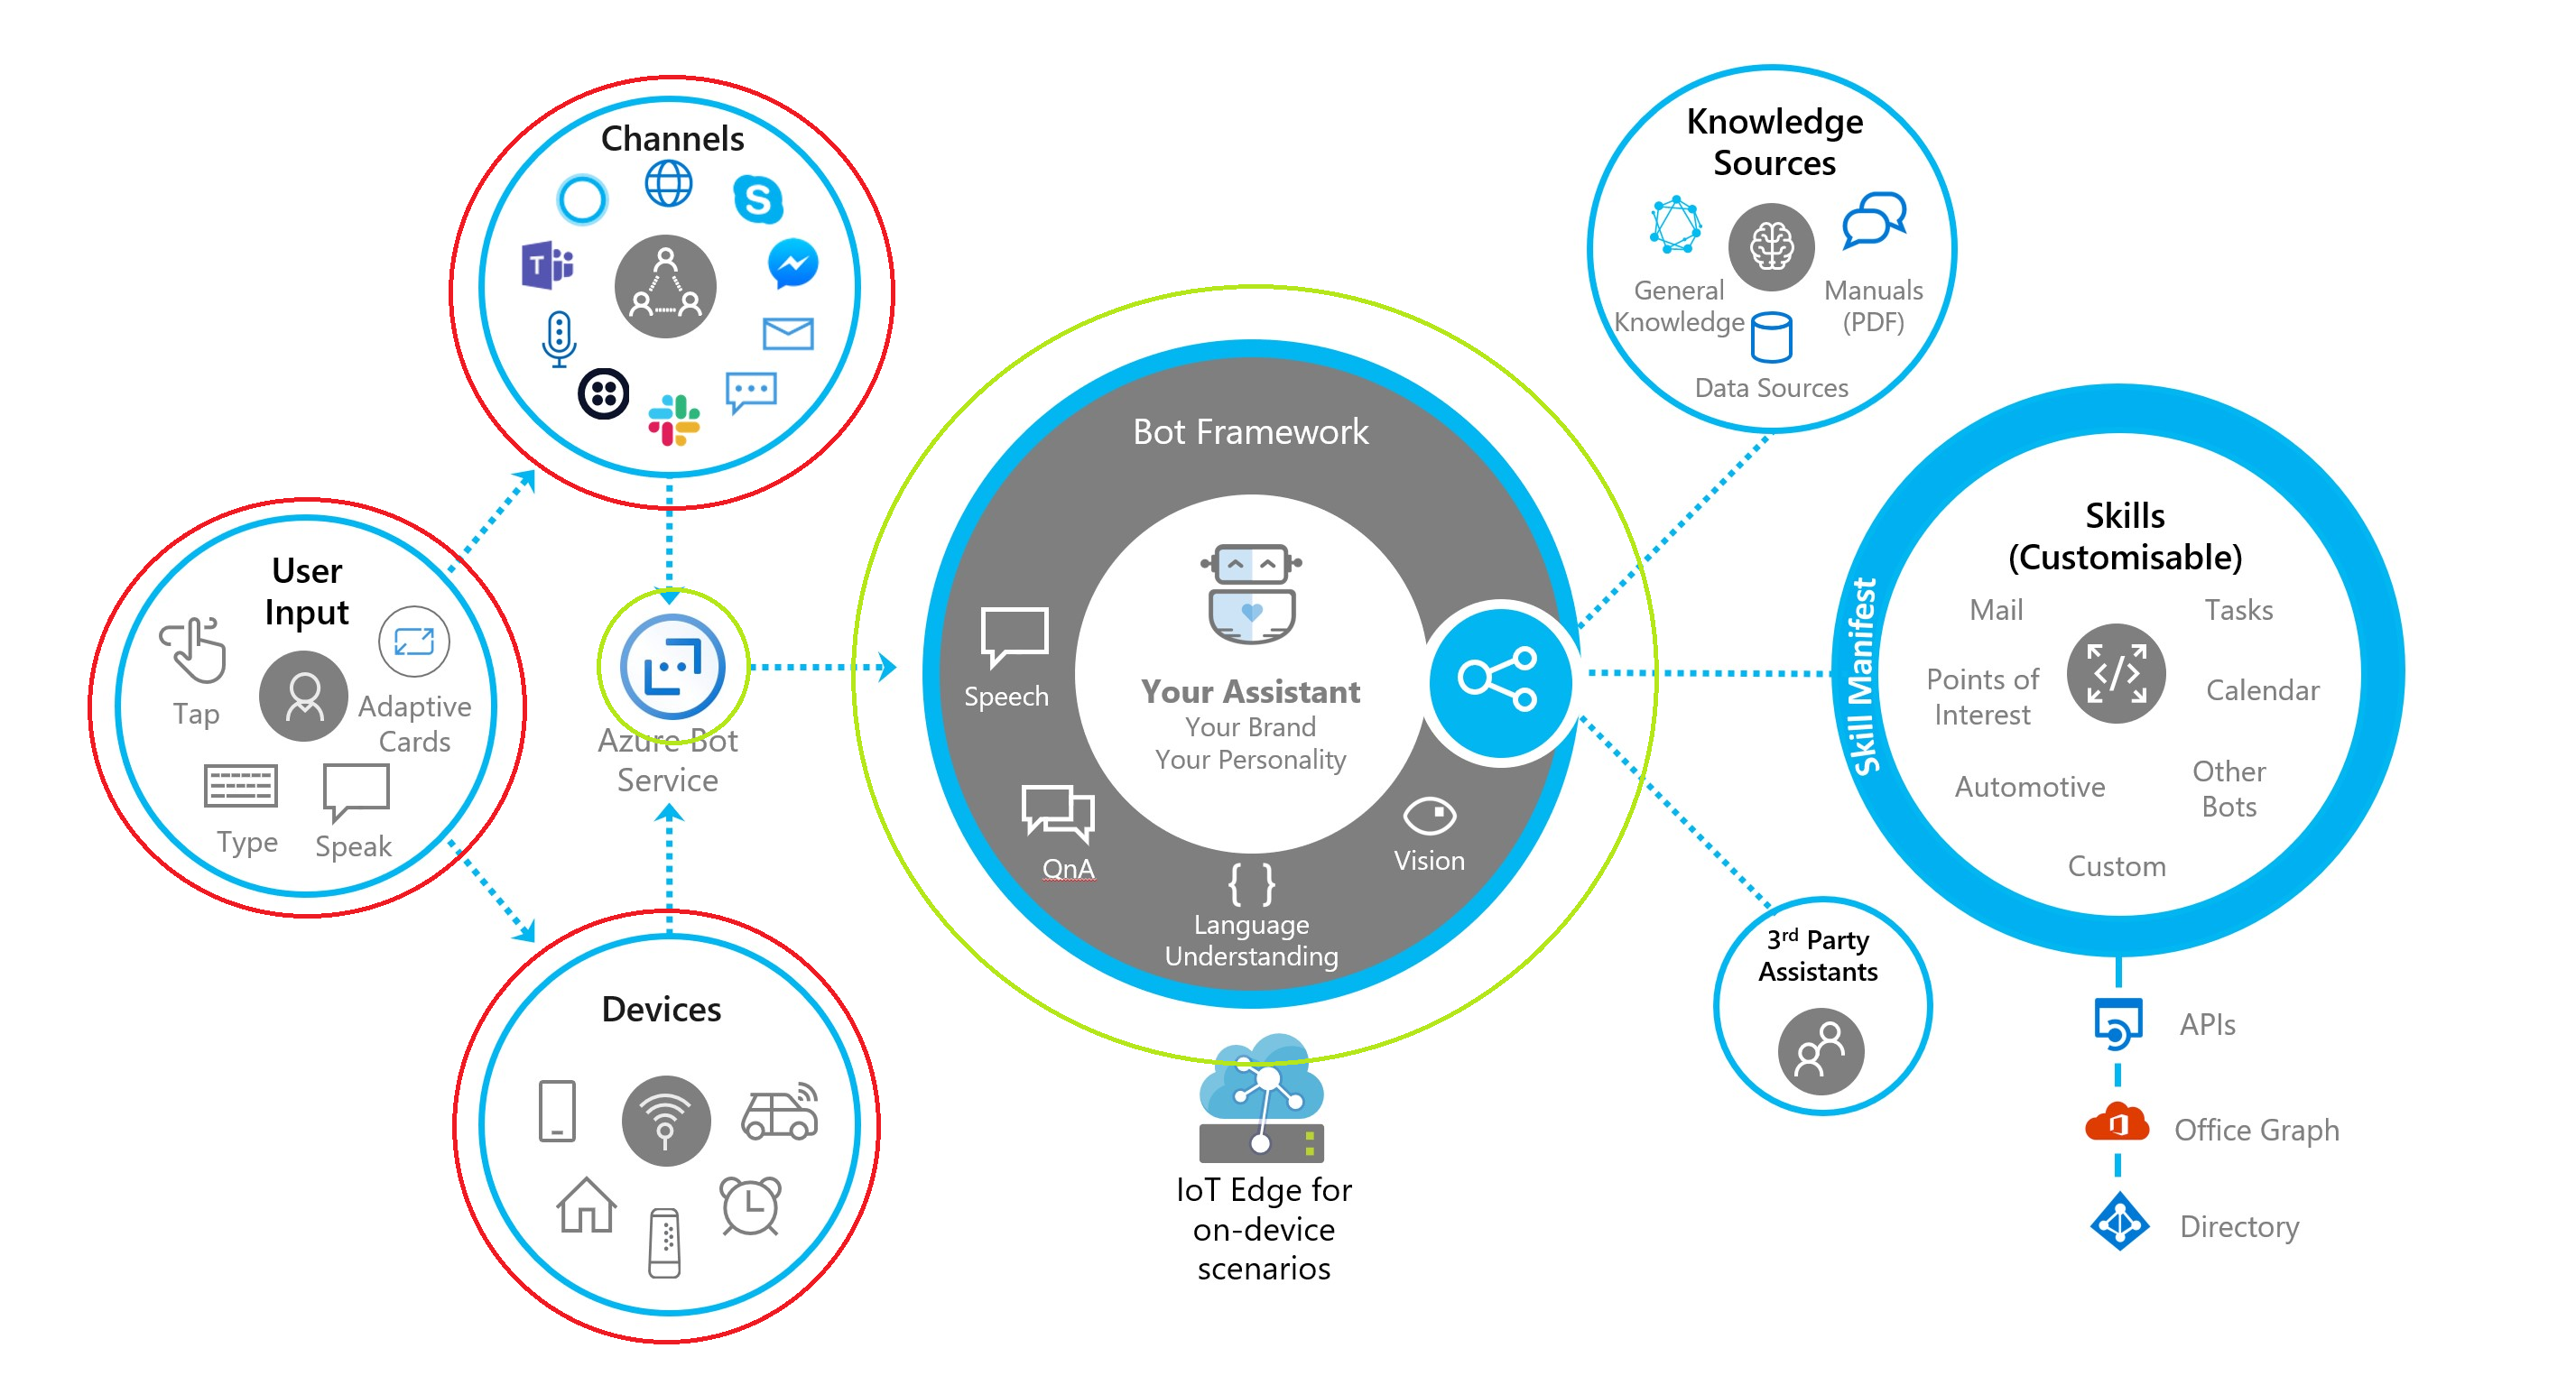 Channels
User
Input
Tap
Adaptive
Cards
Type
Speak
Azure Bot
Service
Devices
Bot Framework
Speech
Your Assistant
Your Brand
Your Personality
QnA
Vision
{ }
Language
Understanding
IoT Edge for
on-device
scenarios
Knowledge
Sources
General
Knowledge
Manuals
(PDF)
Data Sources
Skill Manifest
Skills
(Customisable)
Mail
Tasks
Points of
Interest
</>
Calendar
Automotive
Other
Bots
Custom
3rd Party
Assistants
APIs
Office Graph
Directory